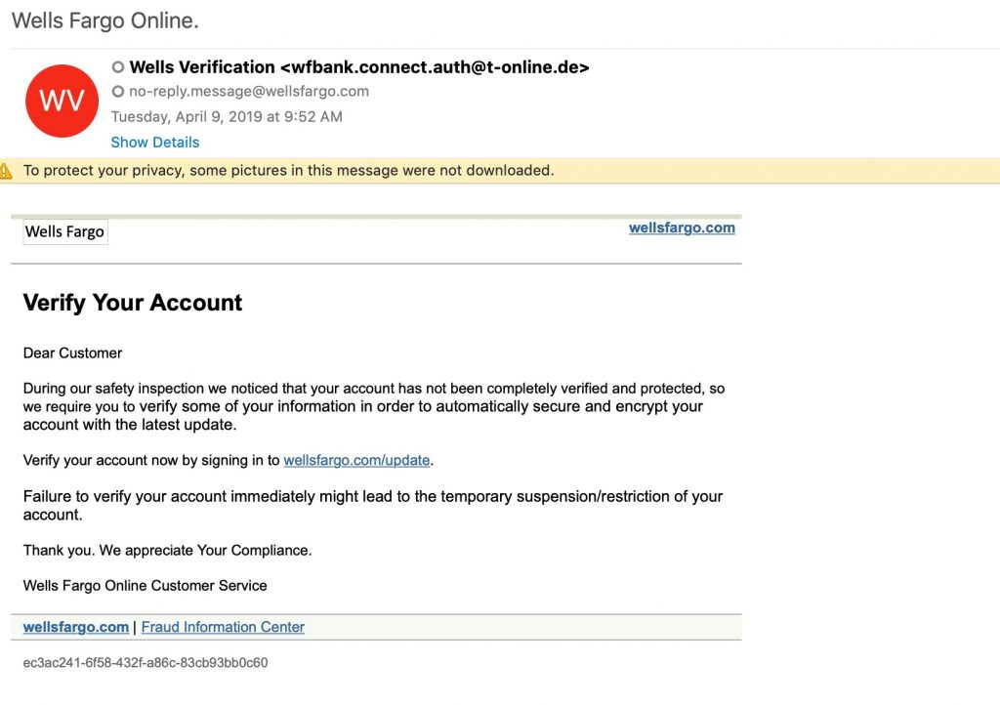 Wells Fargo Online.
WV
Wells Verification <wfbank.connect.auth@t-online.de>
no-reply.message@wellsfargo.com
Tuesday, April 9, 2019 at 9:52 AM
Show Details
To protect your privacy, some pictures in this message were not downloaded.
Wells Fargo
wellsfargo.com
Verify Your Account
Dear Customer
During our safety inspection we noticed that your account has not been completely verified and protected, so
we require you to verify some of your information in order to automatically secure and encrypt your
account with the latest update.
Verify your account now by signing in to wellsfargo.com/update.
Failure to verify your account immediately might lead to the temporary suspension/restriction of your
account.
Thank you. We appreciate Your Compliance.
Wells Fargo Online Customer Service
wellsfargo.com | Fraud Information Center
ec3ac241-6f58-432f-a86c-83cb93bb0c60